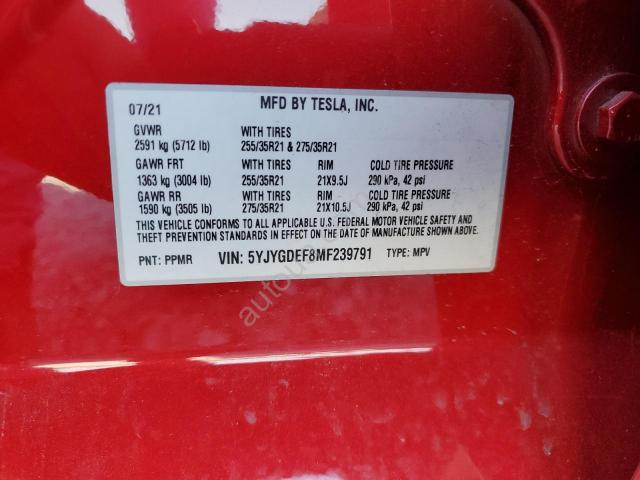 07/21 MFD BY TESLA, INC.
GVWR WITH TIRES
2591 kg (5712 lb) 255/35R21 & 275/35R21
GAWR FRT WITH TIRES RIM COLD TIRE PRESSURE
1363 kg (3004 lb) 255/35R21 21X9.5J 290 kPa, 42 psi
GAWR RR WITH TIRES RIM COLD TIRE PRESSURE
1590 kg (3505 lb) 275/35R21 21X10.5J 290 kPa, 42 psi
THIS VEHICLE CONFORMS TO ALL APPLICABLE U.S. FEDERAL MOTOR VEHICLE SAFETY AND
THEFT PREVENTION STANDARDS IN EFFECT ON THE DATE OF MANUFACTURE SHOWN ABOVE.
PNT: PPMR VIN: 5YJYGDEF8MF239791 TYPE: MPV